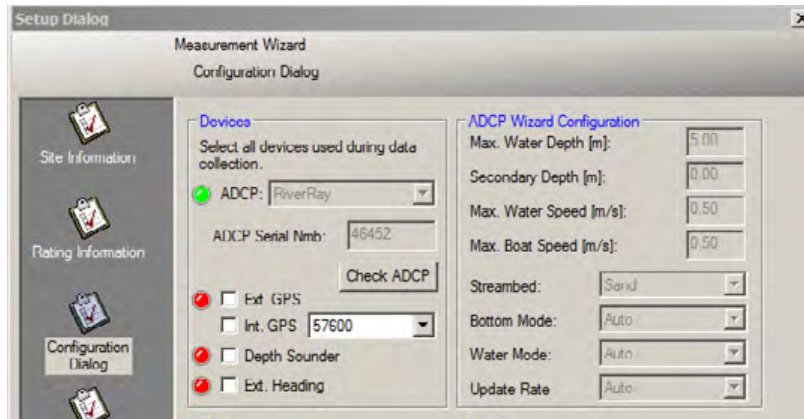 Setup Dialog
Measurement Wizard
Configuration Dialog
Site Information
Rating Information
Configuration
Dialog
Devices
Select all devices used during data
collection.
ADCP: RiverRay
ADCP Serial Nmb: 46452
Check ADCP
Ext. GPS
Int. GPS 57600
Depth Sounder
Ext. Heading
ADCP Wizard Configuration
Max. Water Depth [m]: 5.00
Secondary Depth [m]: 0.00
Max. Water Speed [m/s]: 0.50
Max. Boat Speed [m/s]: 0.50
Streambed: Sand
Bottom Mode: Auto
Water Mode: Auto
Update Rate Auto